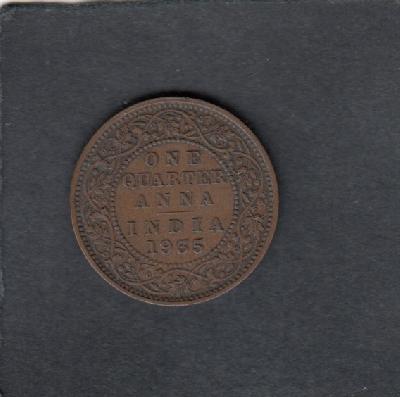 ONE
QUARTER
ANNA
INDIA
1935